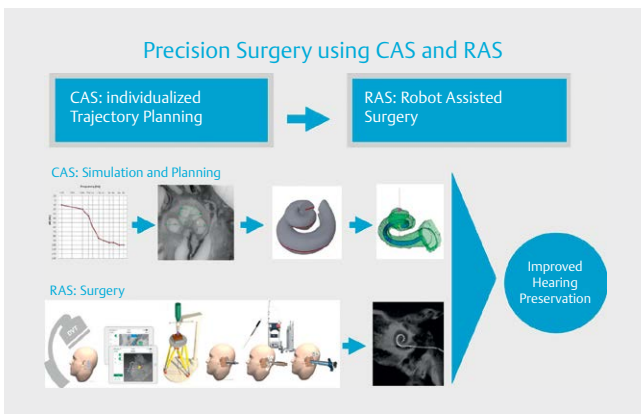 Precision Surgery using CAS and RAS
CAS: individualized
Trajectory Planning
RAS: Robot Assisted
Surgery
CAS: Simulation and Planning
RAS: Surgery
DVT
Improved
Hearing
Preservation